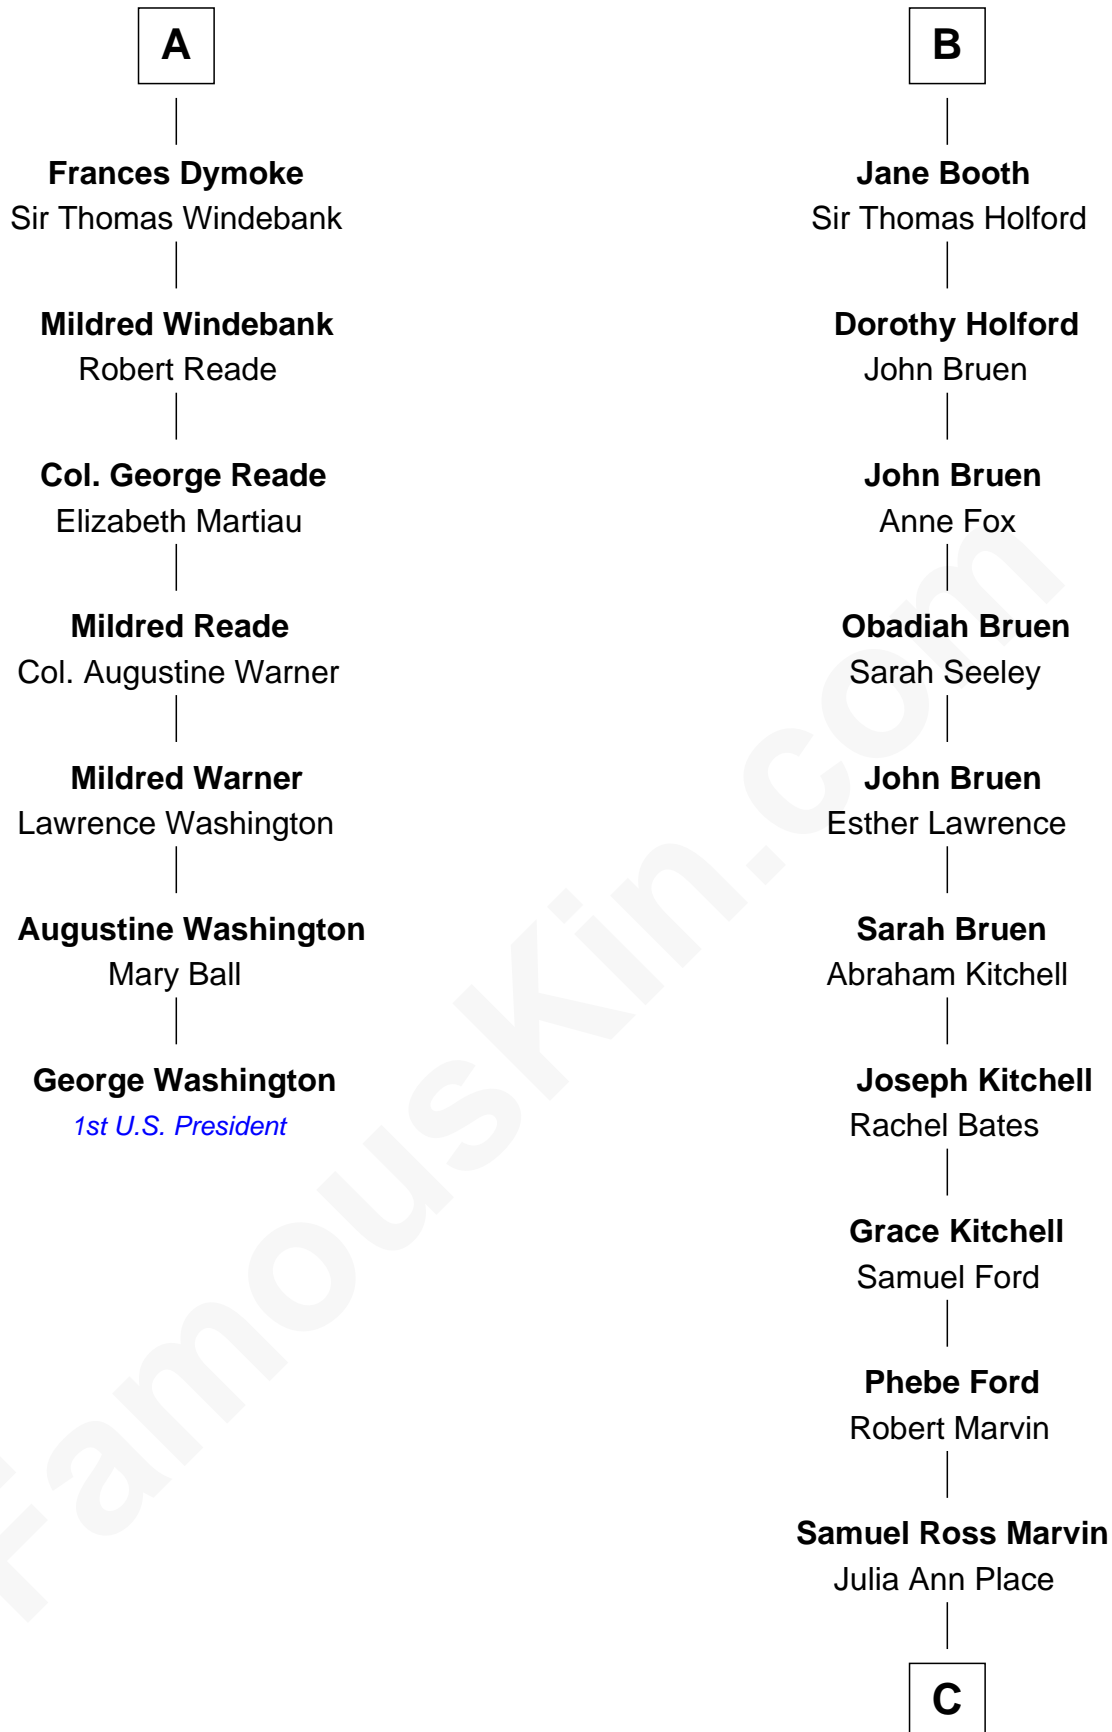 A
Frances Dymoke
Sir Thomas Windebank
Mildred Windebank
Robert Reade
Col. George Reade
Elizabeth Martiau
Mildred Reade
Col. Augustine Warner
Mildred Warner
Lawrence Washington
Augustine Washington
Mary Ball
George Washington
1st U.S. President
B
Jane Booth
Sir Thomas Holford
Dorothy Holford
John Bruen
John Bruen
Anne Fox
Obadiah Bruen
Sarah Seeley
John Bruen
Esther Lawrence
Sarah Bruen
Abraham Kitchell
Joseph Kitchell
Rachel Bates
Grace Kitchell
Samuel Ford
Phebe Ford
Robert Marvin
Samuel Ross Marvin
Julia Ann Place
C
FamousKin.com